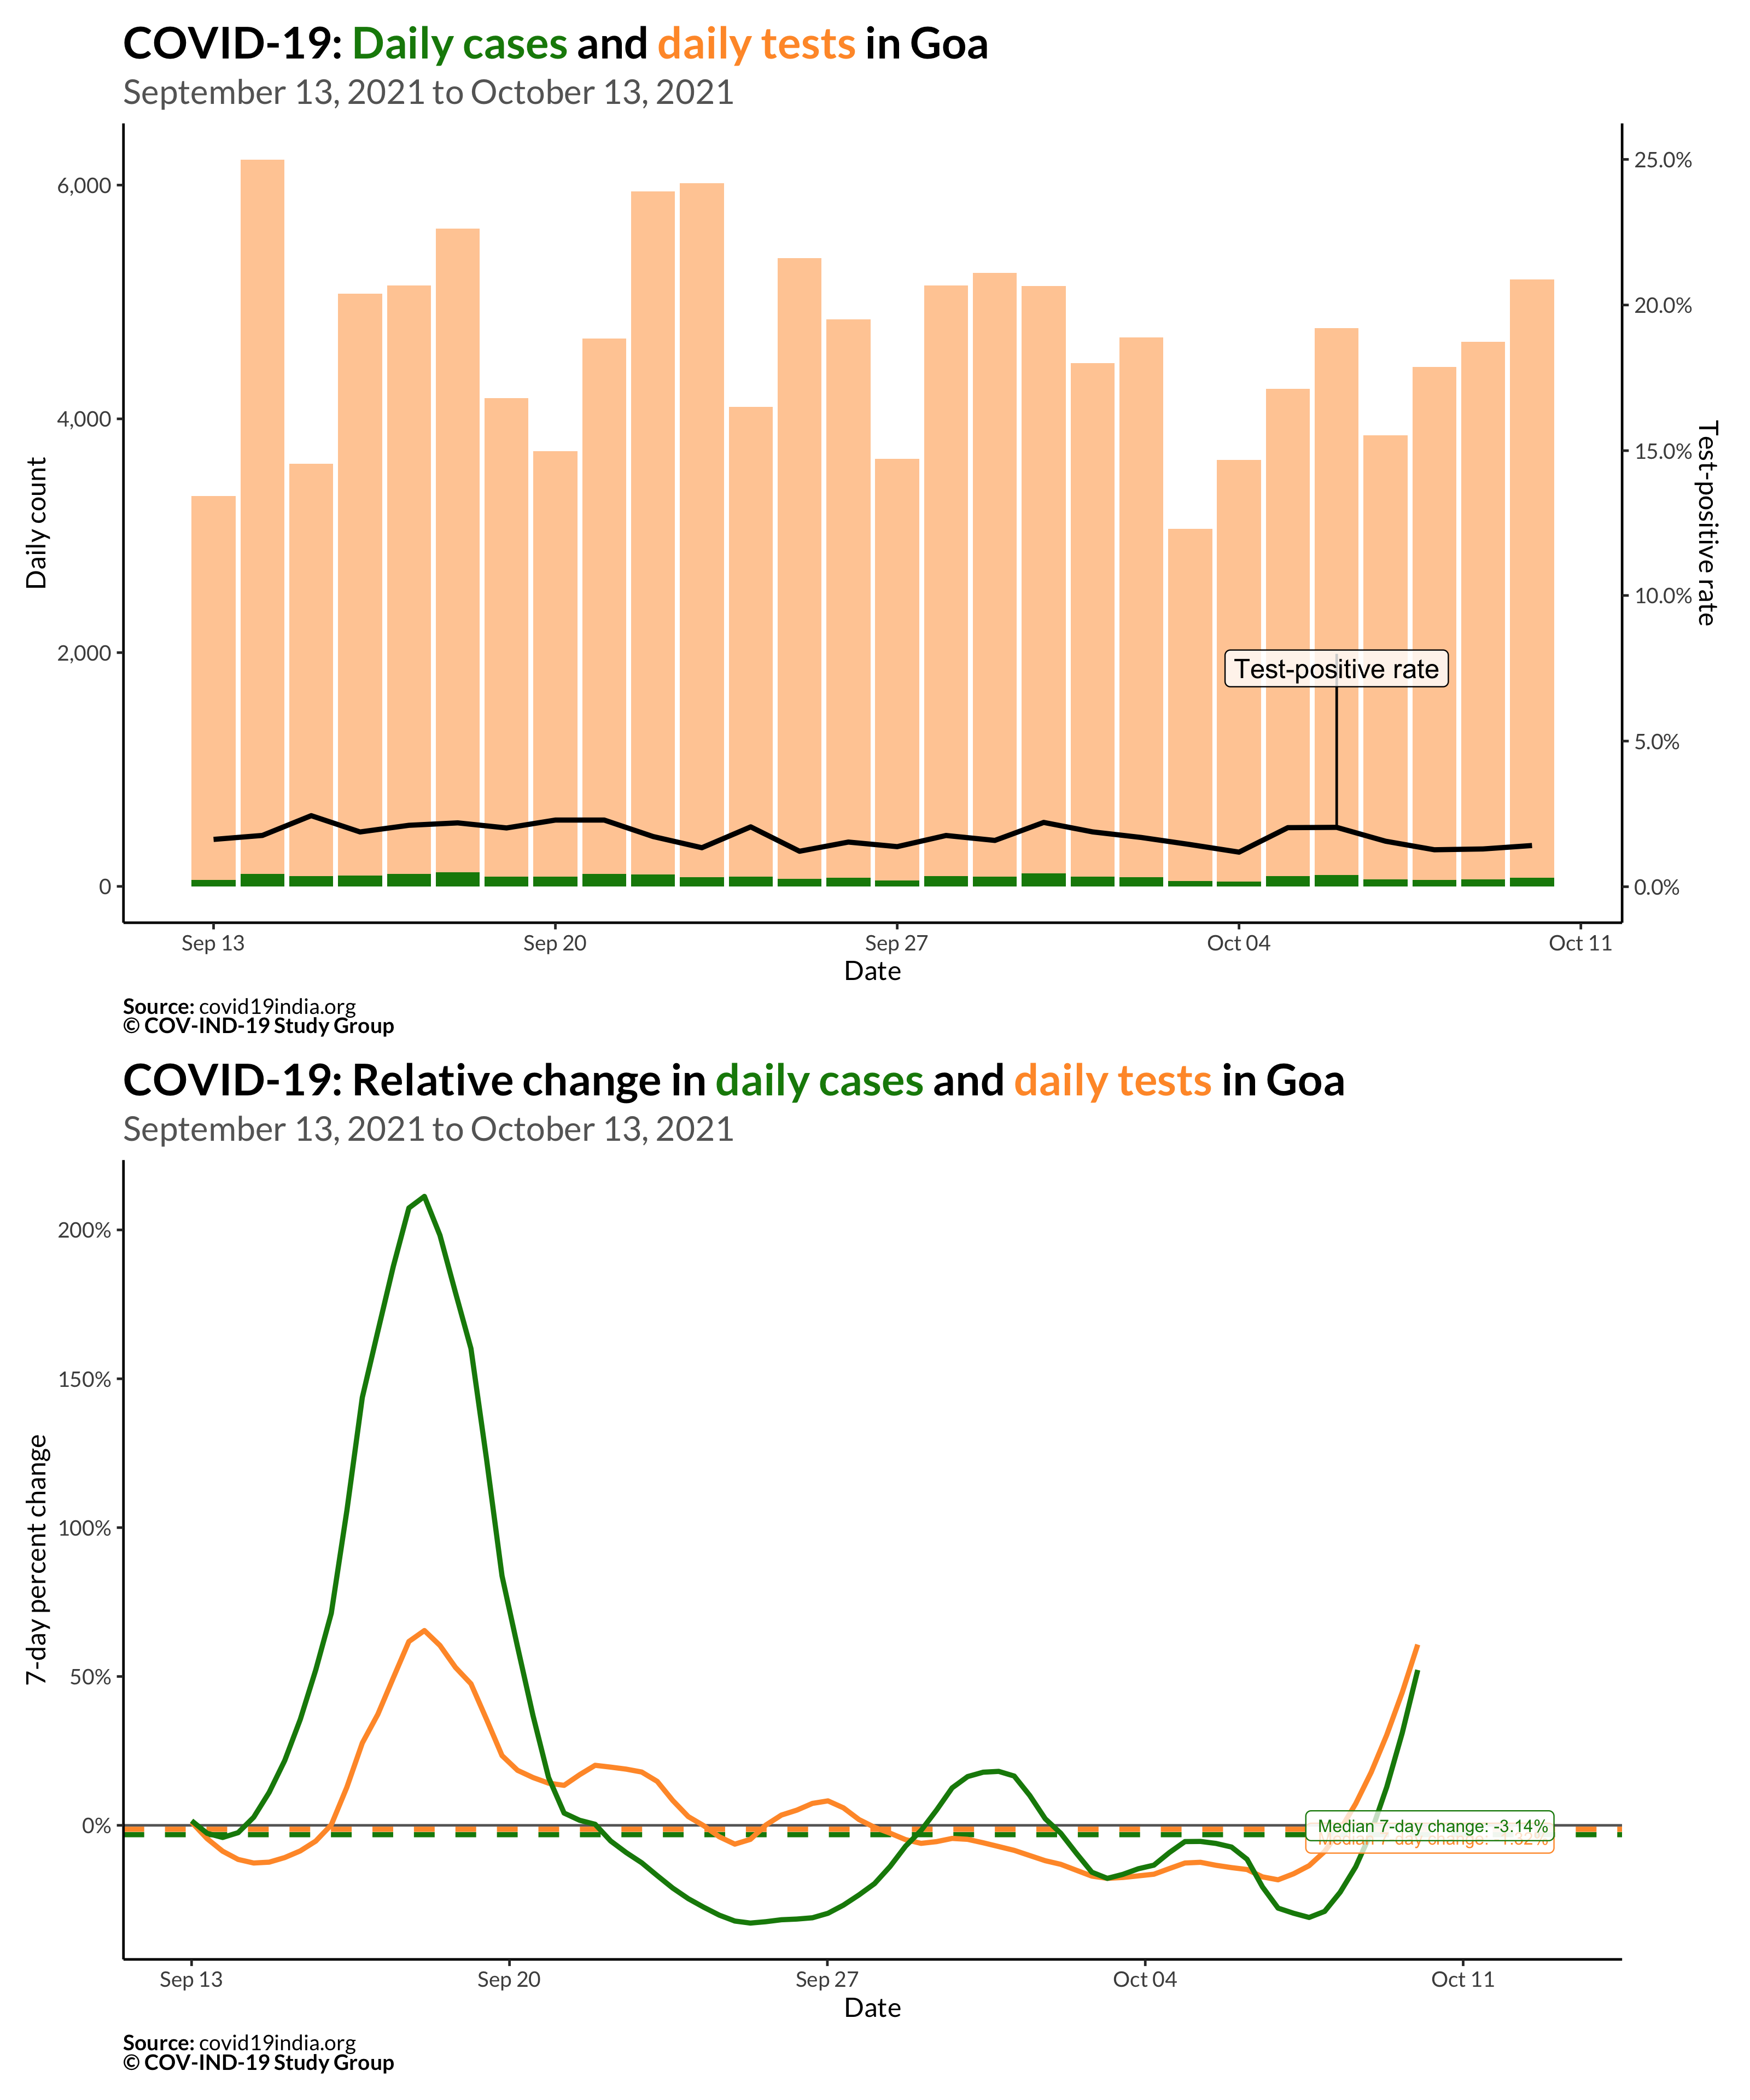 COVID-19: Daily cases and daily tests in Goa
September 13, 2021 to October 13, 2021
Daily count
6,000
4,000
2,000
0
25.0%
20.0%
15.0%
10.0%
5.0%
0.0%
Test-positive rate
Test-positive rate
Sep 13
Sep 20
Sep 27
Oct 04
Oct 11
Date
Source: covid19india.org
© COV-IND-19 Study Group
COVID-19: Relative change in daily cases and daily tests in Goa
September 13, 2021 to October 13, 2021
7-day percent change
200%
150%
100%
50%
0%
Median 7-day change: -3.14%
Median 7-day change:
Sep 13
Sep 20
Sep 27
Oct 04
Oct 11
Date
Source: covid19india.org
© COV-IND-19 Study Group